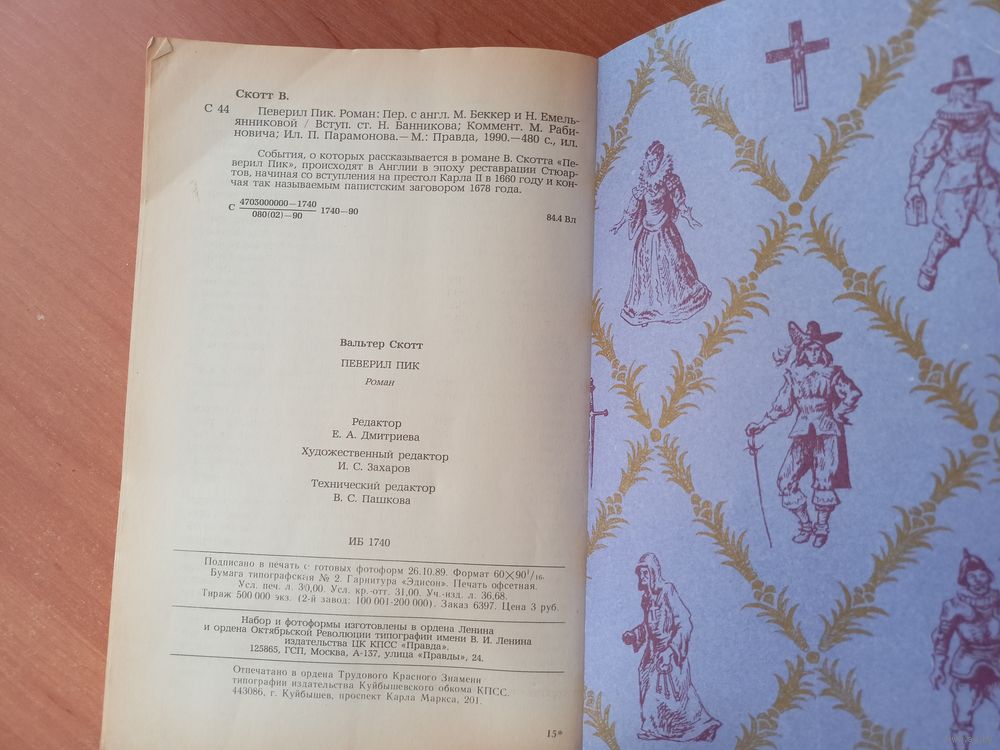 Скотт В.
С 44 Певерил Пик. Роман: Пер. с англ. М. Беккер и Н. Емель-
янниковой / Вступ. ст. Н. Банникова; Коммент. М. Раби-
новича; Ил. П. Парамонова.— М.: Правда, 1990.—480 с., ил.
События, о которых рассказывается в романе В. Скотта «Пе-
верил Пик», происходят в Англии в эпоху реставрации Стюар-
тов, начиная со вступления на престол Карла II в 1660 году и кон-
чая так называемым папистским заговором 1678 года.
С 4703000000—1740
080(02)—90 1740—90
84.4 Вл
Вальтер Скотт
ПЕВЕРИЛ ПИК
Роман
Редактор
Е. А. Дмитриева
Художественный редактор
И. С. Захаров
Технический редактор
В. С. Пашкова
ИБ 1740
Подписано в печать с готовых фотоформ 26.10.89. Формат 60×90¹/₁₆.
Бумага типографская № 2. Гарнитура «Эдисон». Печать офсетная.
Усл. печ. л. 30,00. Усл. кр.-отт. 31,00. Уч.-изд. л. 36,68.
Тираж 500 000 экз. (2-й завод: 100 001-200 000). Заказ 6397. Цена 3 руб.
Набор и фотоформы изготовлены в ордена Ленина
и ордена Октябрьской Революции типографии имени В. И. Ленина
издательства ЦК КПСС «Правда».
125865, ГСП, Москва, А-137, улица «Правды», 24.
Отпечатано в ордена Трудового Красного Знамени
типографии издательства Куйбышевского обкома КПСС.
443086, г. Куйбышев, проспект Карла Маркса, 201.
15*